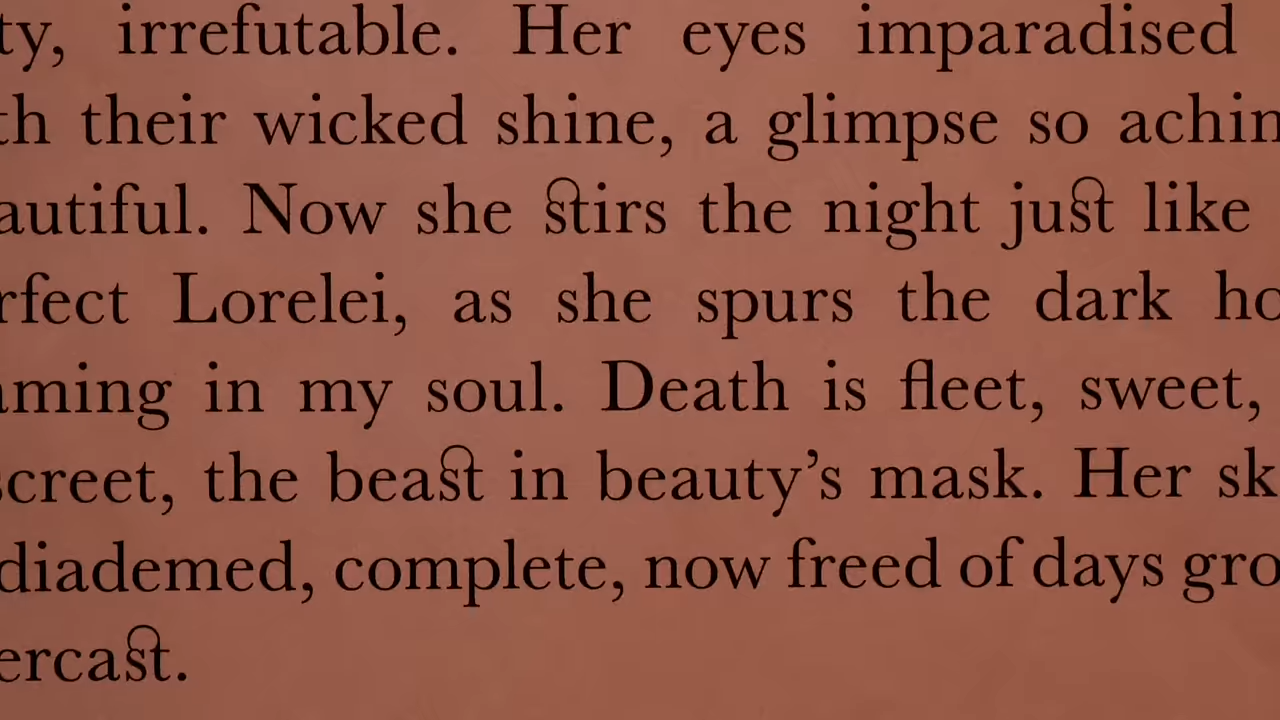 ty, irrefutable. Her eyes imparadised
th their wicked shine, a glimpse so achin
autiful. Now she stirs the night just like
rfect Lorelei, as she spurs the dark ho
aming in my soul. Death is fleet, sweet,
screet, the beast in beauty’s mask. Her sk
diademed, complete, now freed of days gro
ercast.